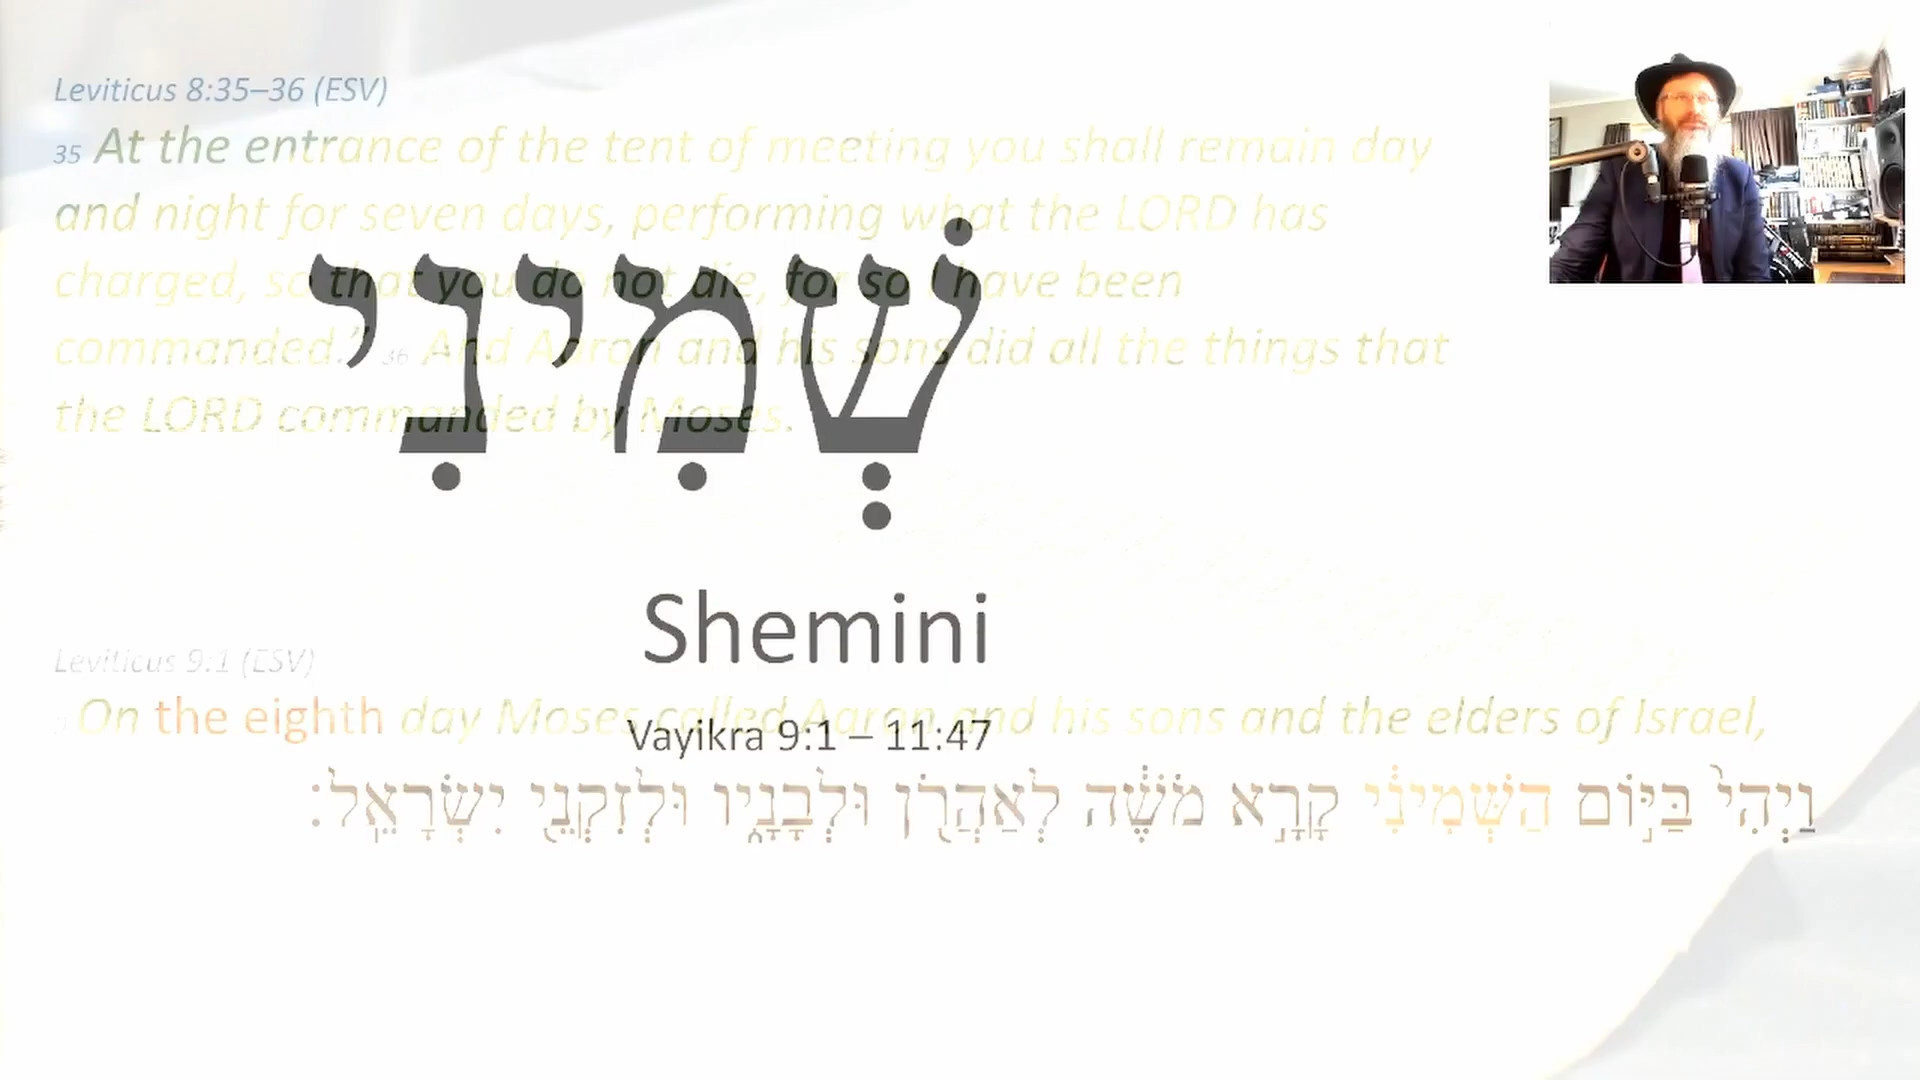 Leviticus 8:35–36 (ESV)
35 At the entrance of the tent of meeting you shall remain day
and night for seven days, performing what the LORD has
charged, so that you do not die, for so I have been
commanded.” 36 And Aaron and his sons did all the things that
the LORD commanded by Moses.
שְׁמִינִי
Shemini
Vayikra 9:1 – 11:47
Leviticus 9:1 (ESV)
On the eighth day Moses called Aaron and his sons and the elders of Israel,
וַיְהִי֙ בַּיּ֣וֹם הַשְּׁמִינִ֔י קָרָ֣א מֹשֶׁ֔ה לְאַהֲרֹ֖ן וּלְבָנָ֑יו וּלְזִקְנֵ֖י יִשְׂרָאֵֽל׃